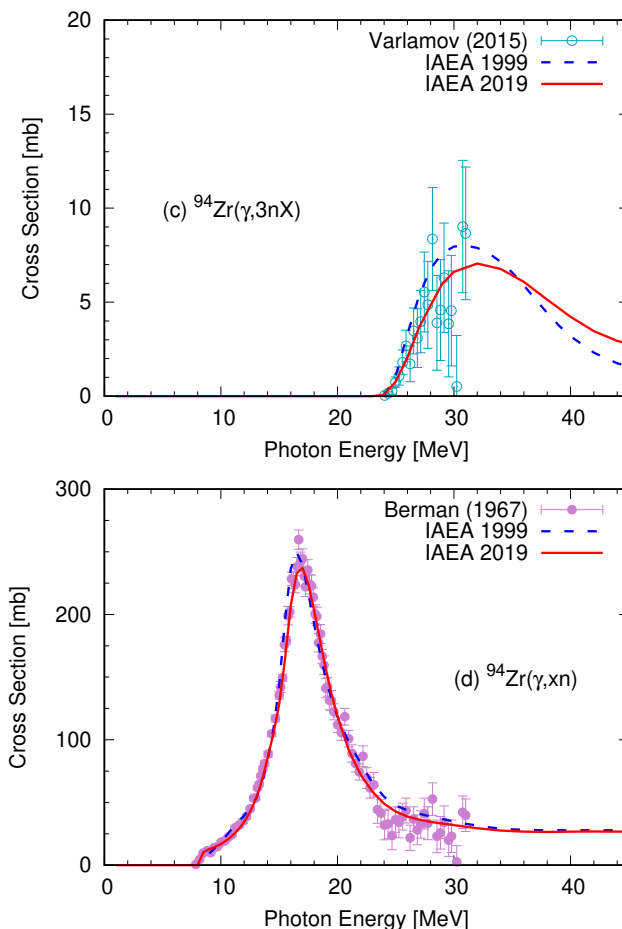 20
15
10
5
0
Cross Section [mb]
Varlamov (2015)
IAEA 1999
IAEA 2019
(c) ⁹⁴Zr(γ,3nX)
0 10 20 30 40
Photon Energy [MeV]
300
200
100
0
Cross Section [mb]
Berman (1967)
IAEA 1999
IAEA 2019
(d) ⁹⁴Zr(γ,xn)
0 10 20 30 40
Photon Energy [MeV]